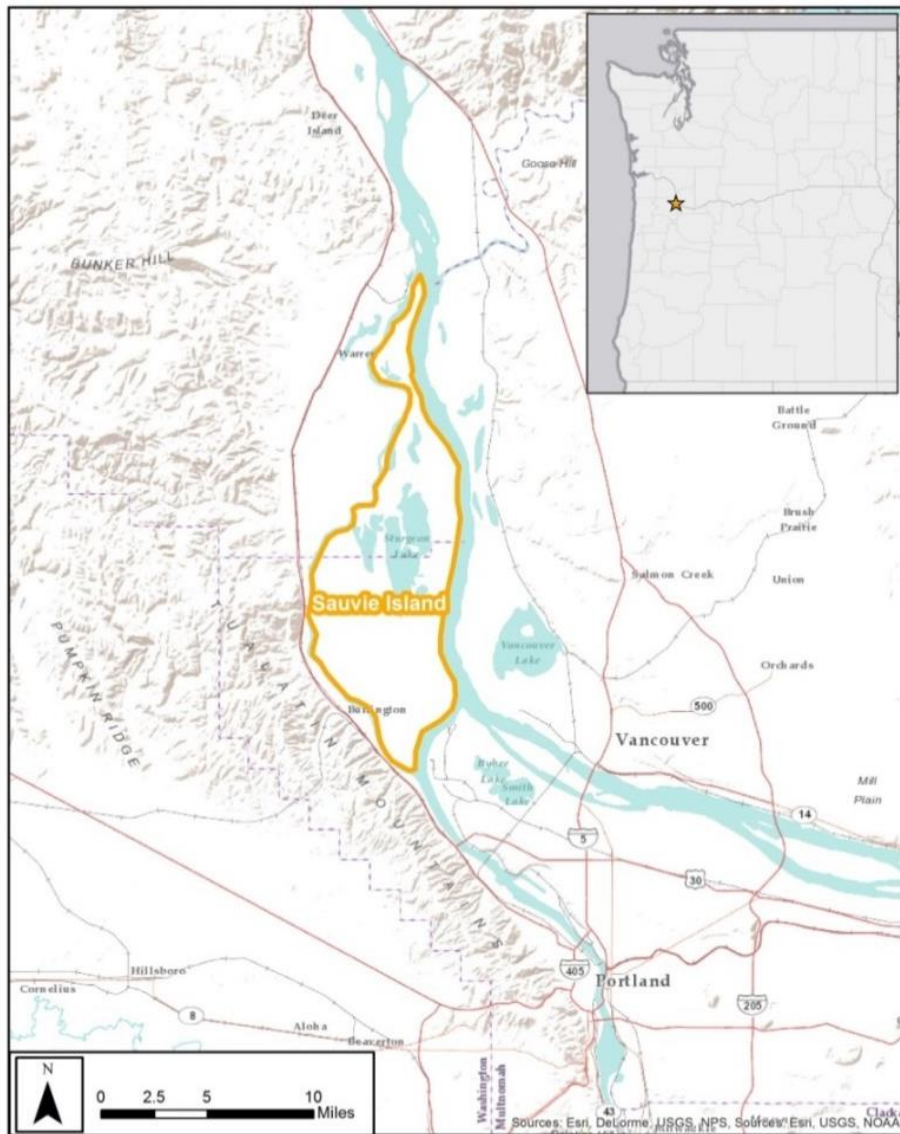 Deer
Island
Goose Hill
BUNKER HILL
Warren
Battle
Ground
Brush
Prairie
Sturgeon
Lake
Salmon Creek
Union
Sauvie Island
Vancouver
Lake
Orchards
PUMPKIN RIDGE
TUALATIN MOUNTAINS
Burlington
500
Vancouver
Smith
Lake
Mill
Plain
14
5
30
Hillsboro
Cornelius
405
Portland
8
205
Aloha
Beaverton
N
0 2.5 5 10
Miles
Washington
Multnomah
43
Sources: Esri, DeLorme, USGS, NPS, Sources: Esri, USGS, NOAA